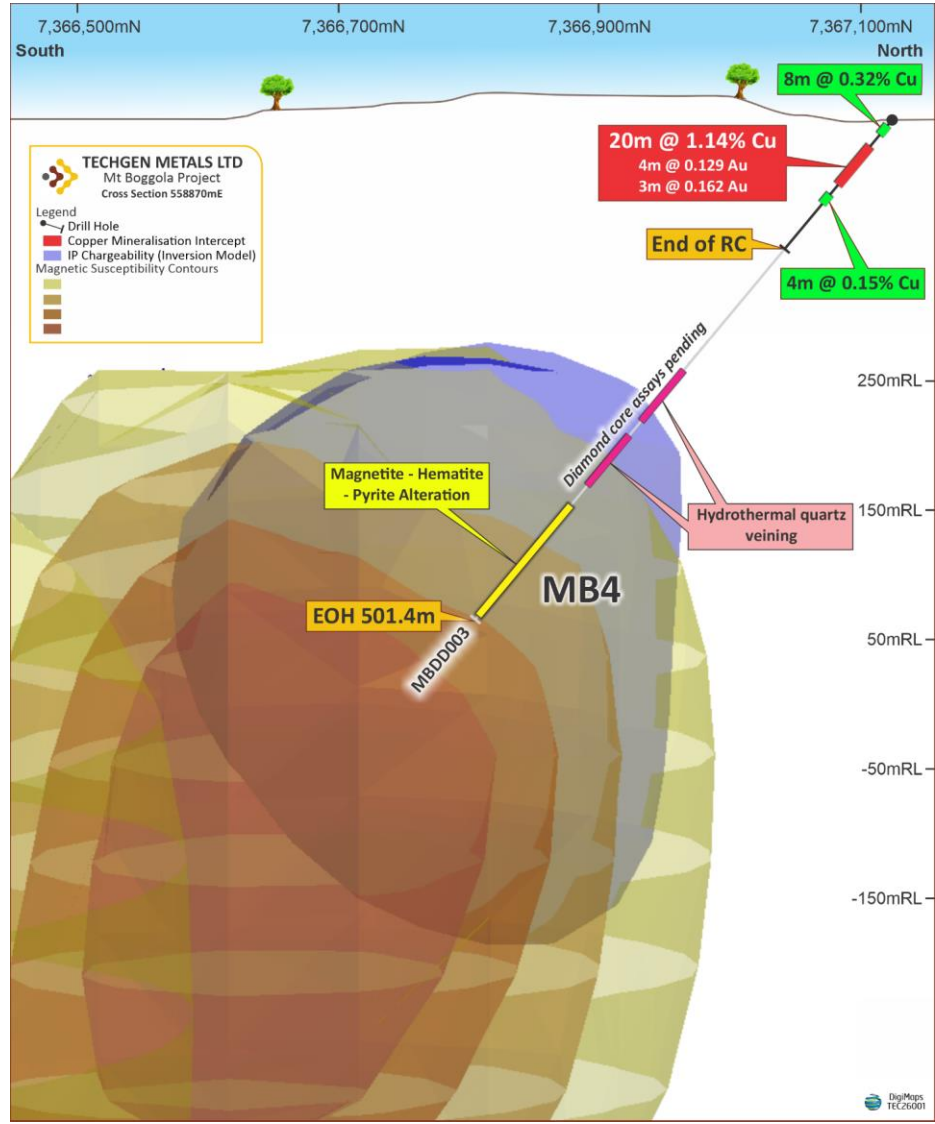 7,366,500mN
7,366,700mN
7,366,900mN
7,367,100mN
South
North
8m @ 0.32% Cu
20m @ 1.14% Cu
4m @ 0.129 Au
3m @ 0.162 Au
TECHGEN METALS LTD
Mt Boggola Project
Cross Section 558870mE
Legend
Drill Hole
Copper Mineralisation Intercept
IP Chargeability (Inversion Model)
Magnetic Susceptibility Contours
End of RC
4m @ 0.15% Cu
250mRL
Diamond core assays pending
Magnetite - Hematite
- Pyrite Alteration
150mRL
Hydrothermal quartz
veining
MB4
EOH 501.4m
50mRL
MBDD003
-50mRL
-150mRL
DigiMaps
TEC26001